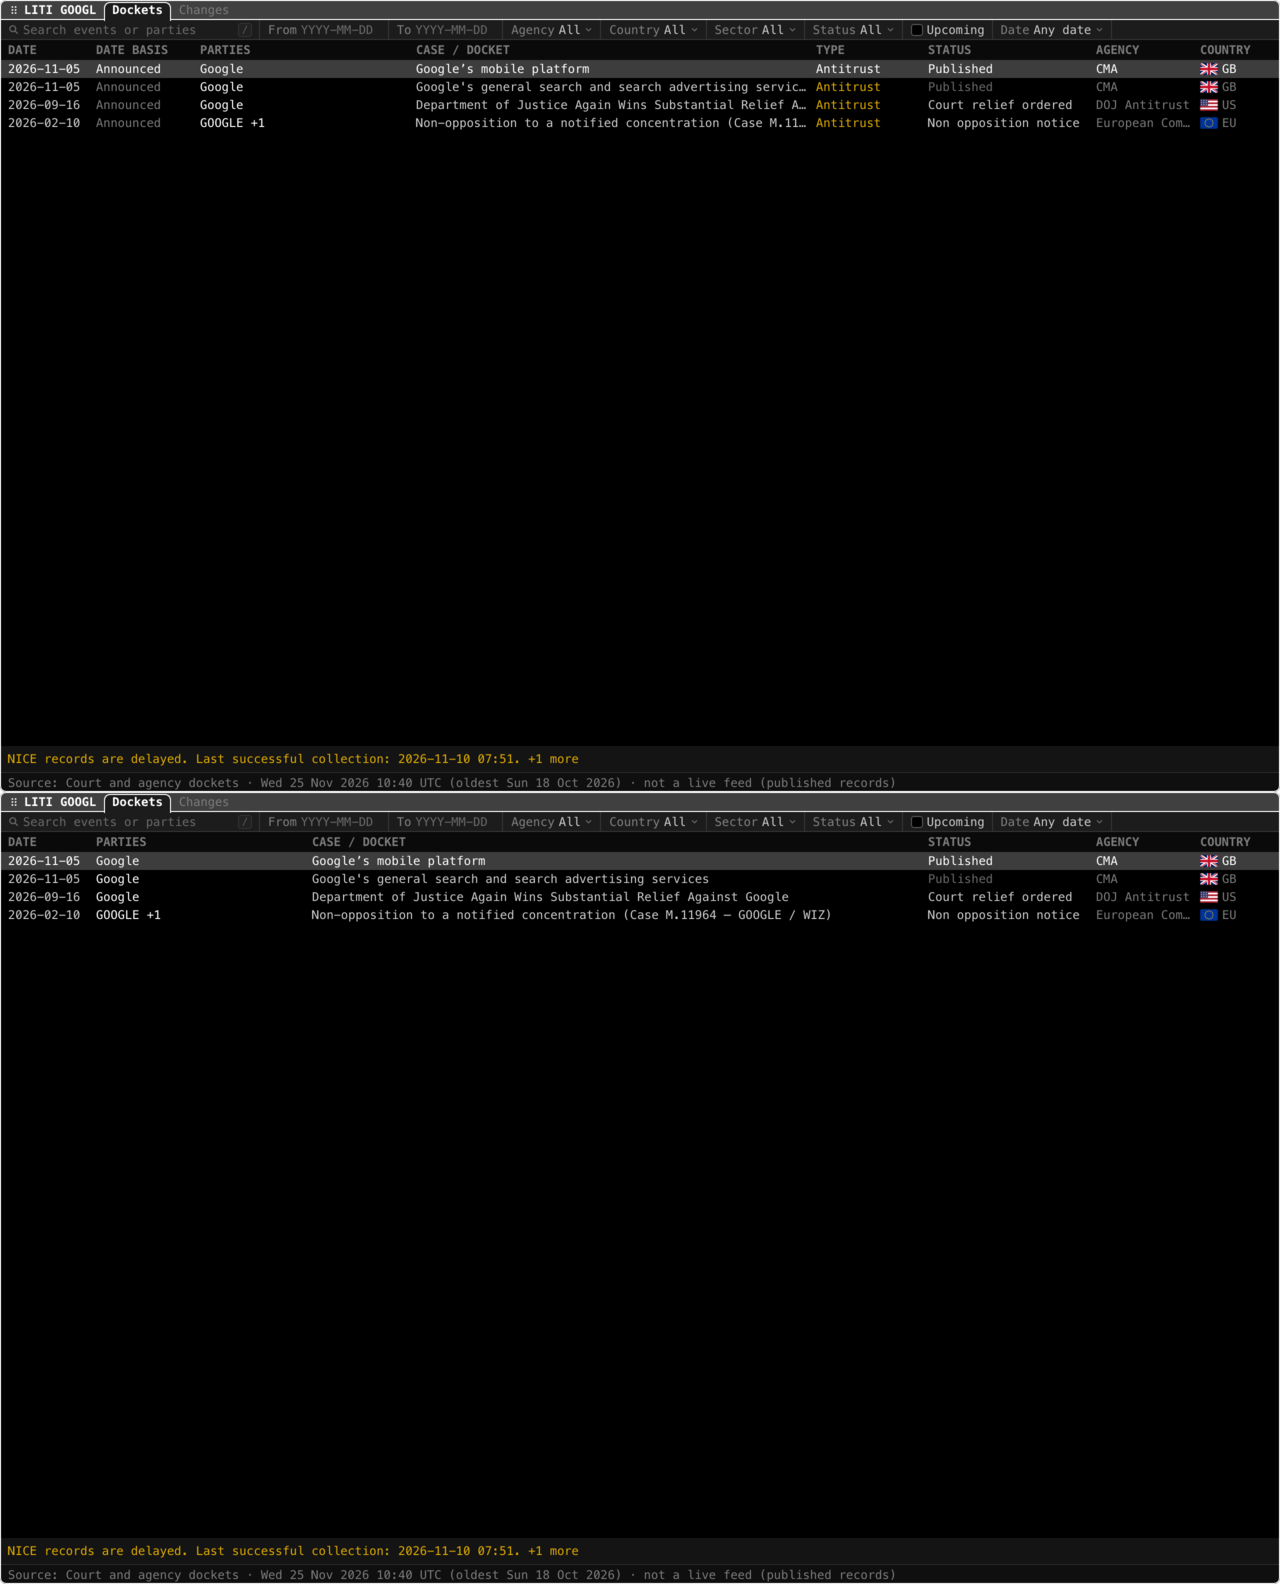 LITI GOOGL Dockets Changes
Search events or parties / From YYYY-MM-DD To YYYY-MM-DD Agency All Country All Sector All Status All Upcoming Date Any date
DATE DATE BASIS PARTIES CASE / DOCKET TYPE STATUS AGENCY COUNTRY
2026-11-05 Announced Google Google’s mobile platform Antitrust Published CMA GB
2026-11-05 Announced Google Google's general search and search advertising servic… Antitrust Published CMA GB
2026-09-16 Announced Google Department of Justice Again Wins Substantial Relief A… Antitrust Court relief ordered DOJ Antitrust US
2026-02-10 Announced GOOGLE +1 Non-opposition to a notified concentration (Case M.11… Antitrust Non opposition notice European Com… EU
NICE records are delayed. Last successful collection: 2026-11-10 07:51. +1 more
Source: Court and agency dockets · Wed 25 Nov 2026 10:40 UTC (oldest Sun 18 Oct 2026) · not a live feed (published records)
LITI GOOGL Dockets Changes
Search events or parties / From YYYY-MM-DD To YYYY-MM-DD Agency All Country All Sector All Status All Upcoming Date Any date
DATE PARTIES CASE / DOCKET STATUS AGENCY COUNTRY
2026-11-05 Google Google’s mobile platform Published CMA GB
2026-11-05 Google Google's general search and search advertising services Published CMA GB
2026-09-16 Google Department of Justice Again Wins Substantial Relief Against Google Court relief ordered DOJ Antitrust US
2026-02-10 GOOGLE +1 Non-opposition to a notified concentration (Case M.11964 – GOOGLE / WIZ) Non opposition notice European Com… EU
NICE records are delayed. Last successful collection: 2026-11-10 07:51. +1 more
Source: Court and agency dockets · Wed 25 Nov 2026 10:40 UTC (oldest Sun 18 Oct 2026) · not a live feed (published records)